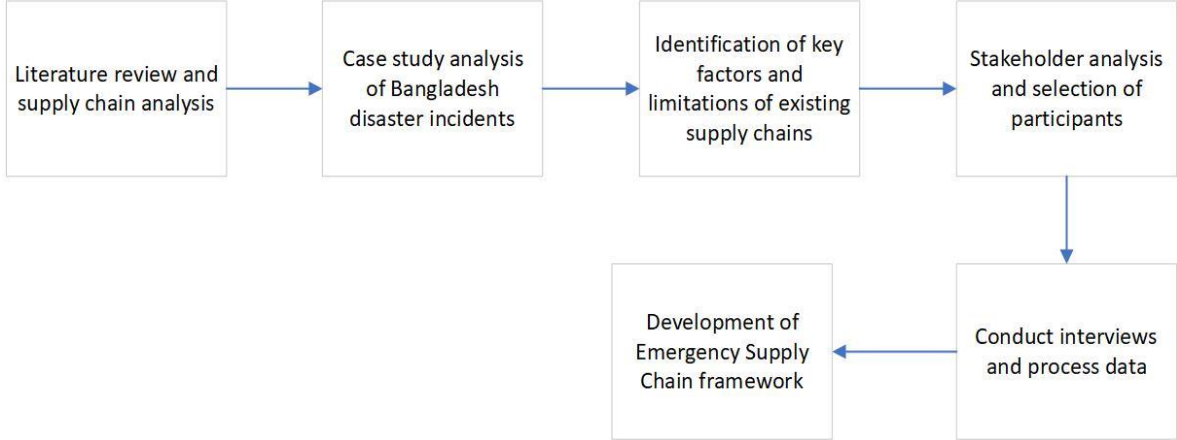 Literature review and
supply chain analysis
Case study analysis
of Bangladesh
disaster incidents
Identification of key
factors and
limitations of existing
supply chains
Stakeholder analysis
and selection of
participants
Conduct interviews
and process data
Development of
Emergency Supply
Chain framework